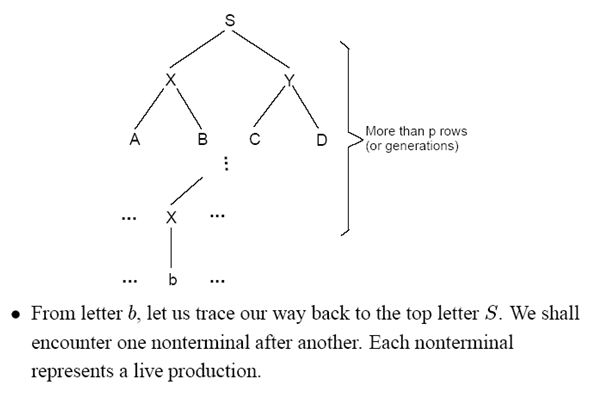 S
X Y
A B C D
More than p rows
(or generations)
⋮
... X ...
... b ...
• From letter b, let us trace our way back to the top letter S. We shall
encounter one nonterminal after another. Each nonterminal
represents a live production.